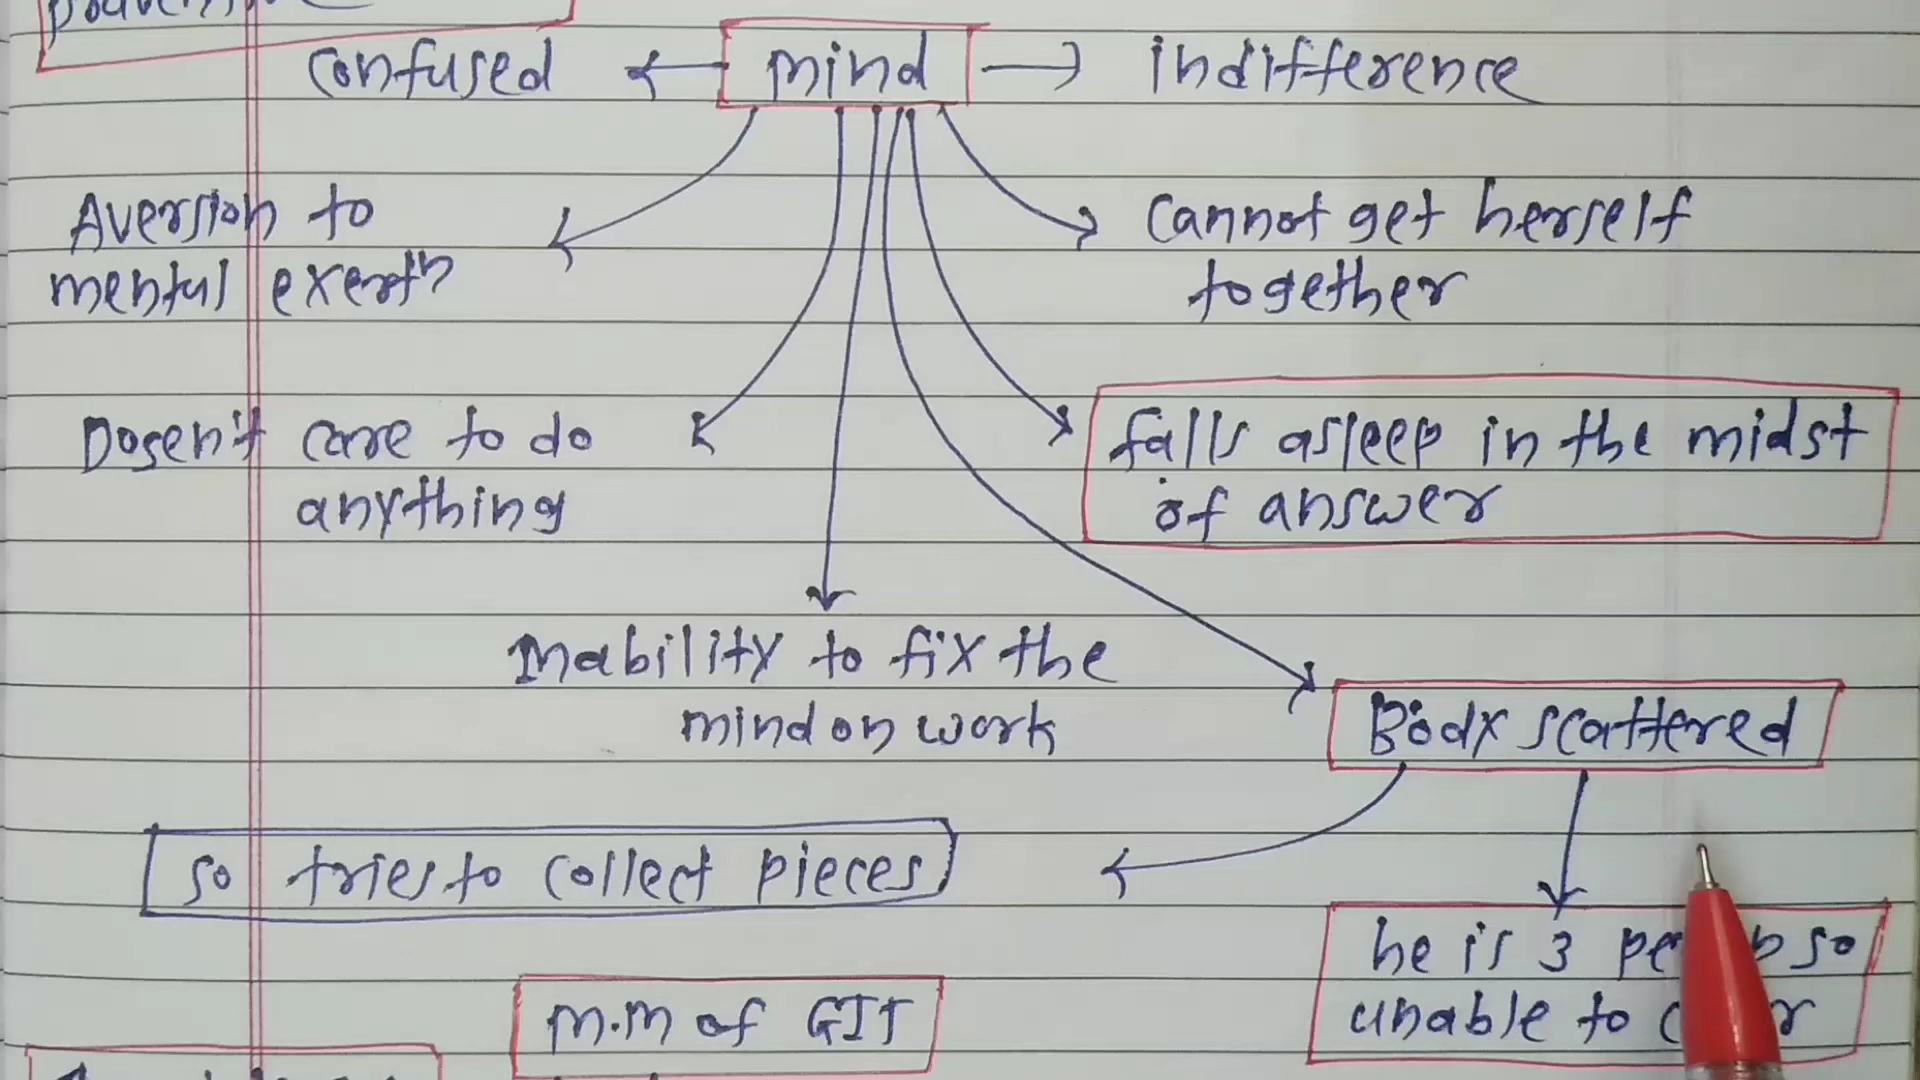 confused mind indifference
Aversion to
mental exertn
cannot get herself
together
Dosen't care to do
anything
falls asleep in the midst
of answer
Inability to fix the
mind on work
Body scattered
so tries to collect pieces
he is 3 so
unable to
m.m of GIT